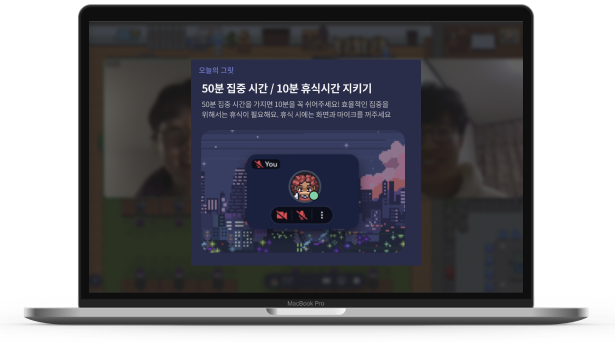 오늘의 그릿
50분 집중 시간 / 10분 휴식시간 지키기
50분 집중 시간을 가지면 10분을 꼭 쉬어주세요! 효율적인 집중을
위해서는 휴식이 필요해요. 휴식 시에는 화면과 마이크를 꺼주세요
You
MacBook Pro